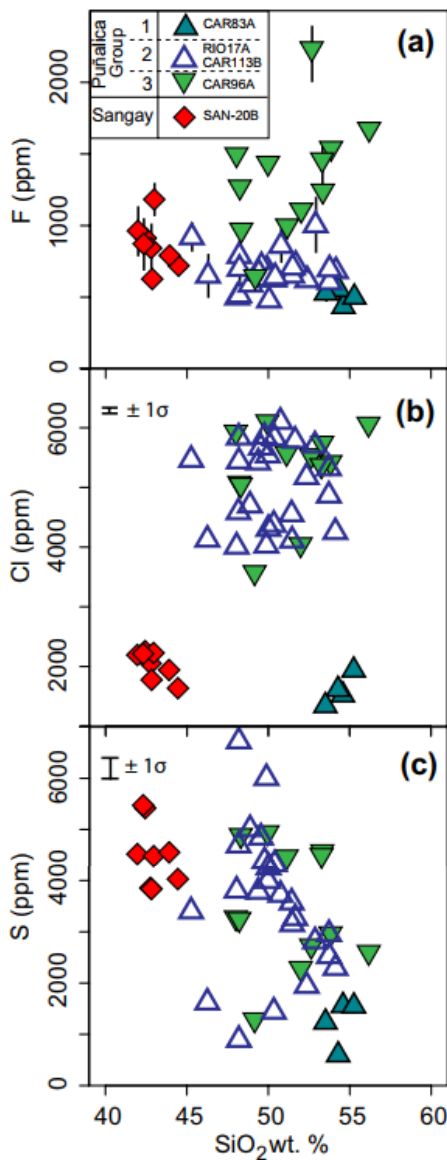 Puñalica
Group
1 CAR83A
2 RIO17A
CAR113B
3 CAR96A
Sangay SAN-20B
(a)
F (ppm)
2000
1000
0
(b)
± 1σ
Cl (ppm)
6000
4000
2000
(c)
± 1σ
S (ppm)
6000
4000
2000
0
40 45 50 55 60
SiO2 wt. %